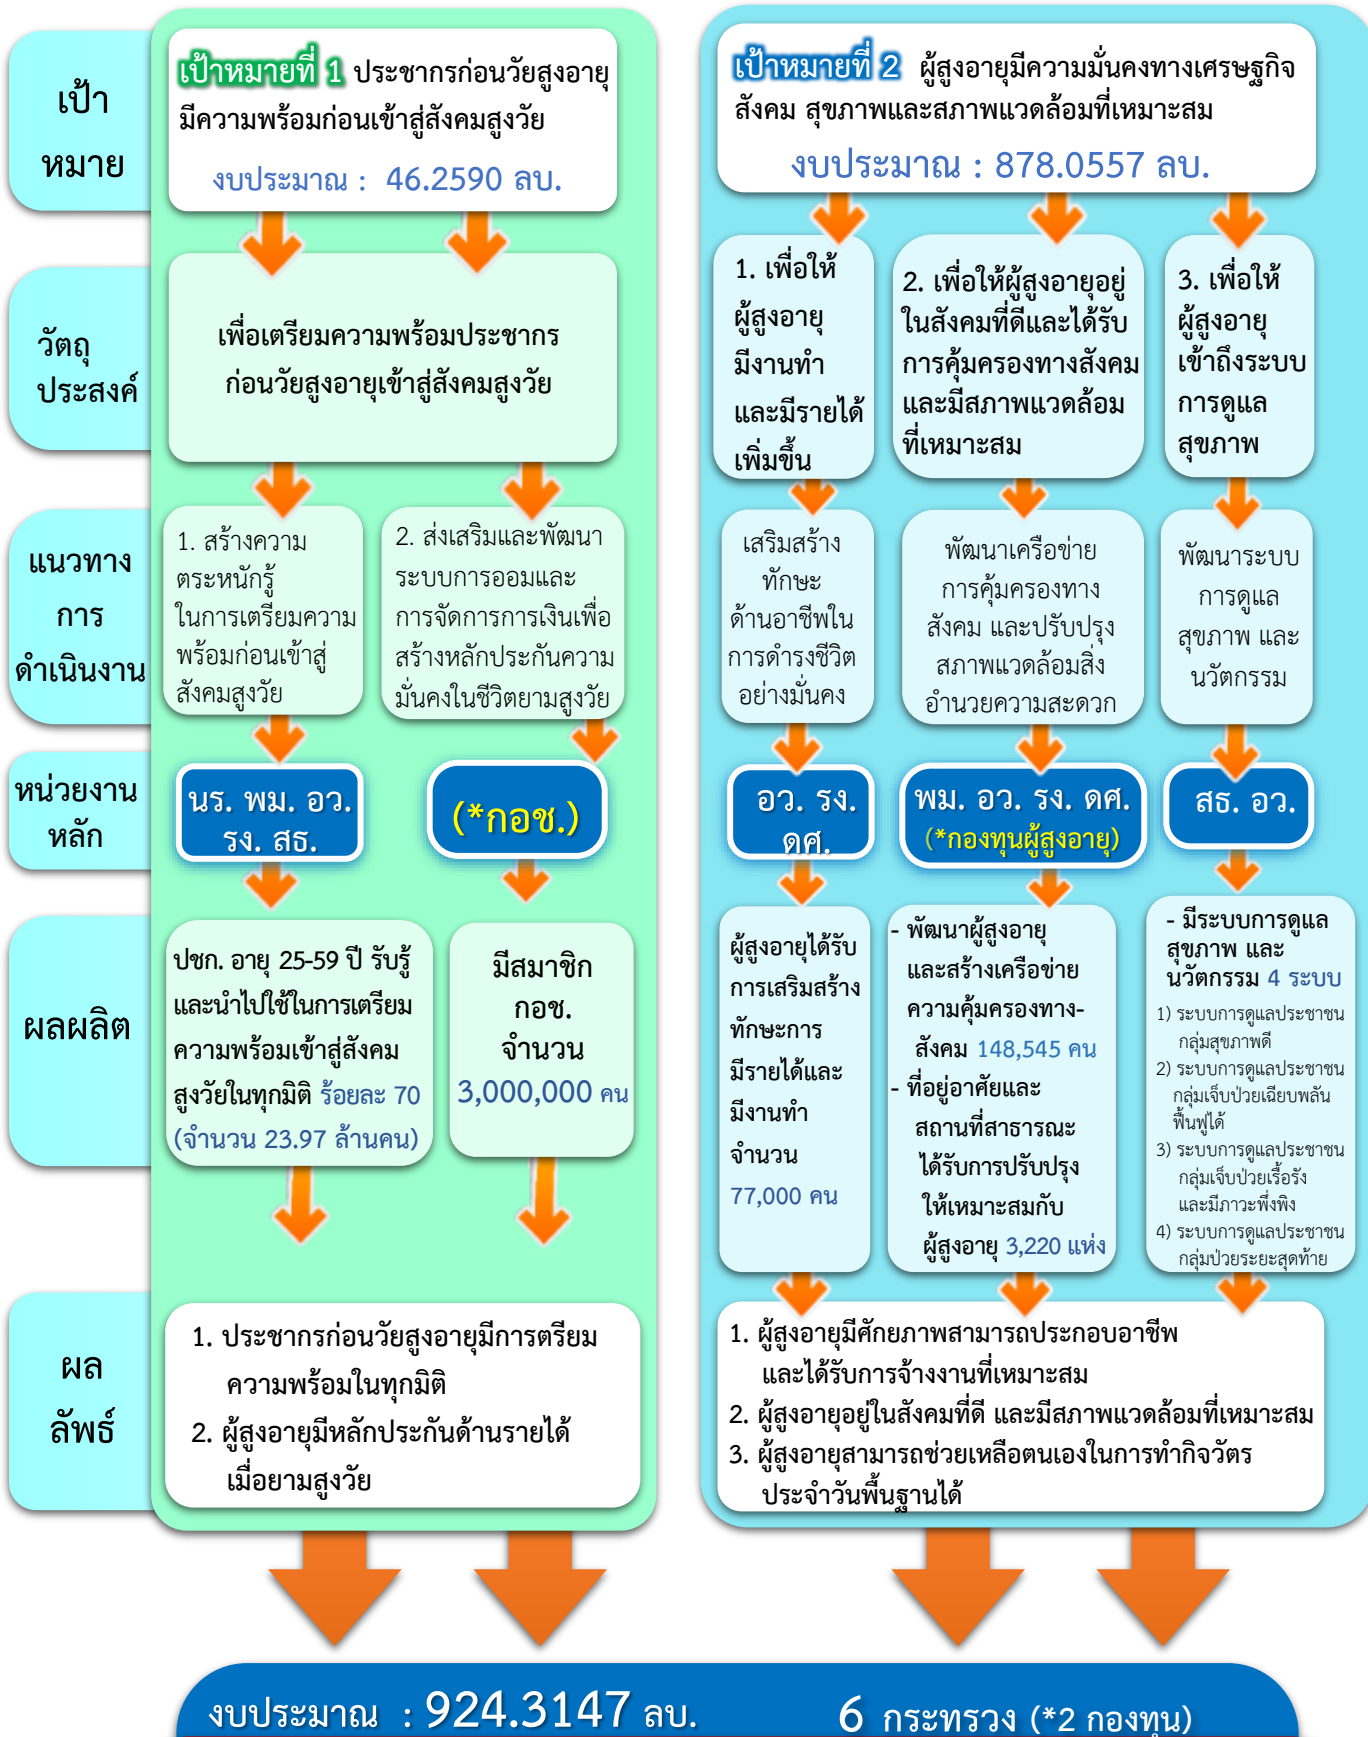 เป้า
หมาย
เป้าหมายที่ 1 ประชากรก่อนวัยสูงอายุ
มีความพร้อมก่อนเข้าสู่สังคมสูงวัย
งบประมาณ : 46.2590 ลบ.
เป้าหมายที่ 2 ผู้สูงอายุมีความมั่นคงทางเศรษฐกิจ
สังคม สุขภาพและสภาพแวดล้อมที่เหมาะสม
งบประมาณ : 878.0557 ลบ.
วัตถุ
ประสงค์
เพื่อเตรียมความพร้อมประชากร
ก่อนวัยสูงอายุเข้าสู่สังคมสูงวัย
1. เพื่อให้
ผู้สูงอายุ
มีงานทำ
และมีรายได้
เพิ่มขึ้น
2. เพื่อให้ผู้สูงอายุอยู่
ในสังคมที่ดีและได้รับ
การคุ้มครองทางสังคม
และมีสภาพแวดล้อม
ที่เหมาะสม
3. เพื่อให้
ผู้สูงอายุ
เข้าถึงระบบ
การดูแล
สุขภาพ
แนวทาง
การ
ดำเนินงาน
1. สร้างความ
ตระหนักรู้
ในการเตรียมความ
พร้อมก่อนเข้าสู่
สังคมสูงวัย
2. ส่งเสริมและพัฒนา
ระบบการออมและ
การจัดการการเงินเพื่อ
สร้างหลักประกันความ
มั่นคงในชีวิตยามสูงวัย
เสริมสร้าง
ทักษะ
ด้านอาชีพใน
การดำรงชีวิต
อย่างมั่นคง
พัฒนาเครือข่าย
การคุ้มครองทาง
สังคม และปรับปรุง
สภาพแวดล้อมสิ่ง
อำนวยความสะดวก
พัฒนาระบบ
การดูแล
สุขภาพ และ
นวัตกรรม
หน่วยงาน
หลัก
นร. พม. อว.
รง. สธ.
(*กอช.)
อว. รง.
ดศ.
พม. อว. รง. ดศ.
(*กองทุนผู้สูงอายุ)
สธ. อว.
ผลผลิต
ปชก. อายุ 25-59 ปี รับรู้
และนำไปใช้ในการเตรียม
ความพร้อมเข้าสู่สังคม
สูงวัยในทุกมิติ ร้อยละ 70
(จำนวน 23.97 ล้านคน)
มีสมาชิก
กอช.
จำนวน
3,000,000 คน
ผู้สูงอายุได้รับ
การเสริมสร้าง
ทักษะการ
มีรายได้และ
มีงานทำ
จำนวน
77,000 คน
- พัฒนาผู้สูงอายุ
และสร้างเครือข่าย
ความคุ้มครองทาง-
สังคม 148,545 คน
- ที่อยู่อาศัยและ
สถานที่สาธารณะ
ได้รับการปรับปรุง
ให้เหมาะสมกับ
ผู้สูงอายุ 3,220 แห่ง
- มีระบบการดูแล
สุขภาพ และ
นวัตกรรม 4 ระบบ
1) ระบบการดูแลประชาชน
กลุ่มสุขภาพดี
2) ระบบการดูแลประชาชน
กลุ่มเจ็บป่วยเฉียบพลัน
ฟื้นฟูได้
3) ระบบการดูแลประชาชน
กลุ่มเจ็บป่วยเรื้อรัง
และมีภาวะพึ่งพิง
4) ระบบการดูแลประชาชน
กลุ่มป่วยระยะสุดท้าย
ผล
ลัพธ์
1. ประชากรก่อนวัยสูงอายุมีการตรียม
ความพร้อมในทุกมิติ
2. ผู้สูงอายุมีหลักประกันด้านรายได้
เมื่อยามสูงวัย
1. ผู้สูงอายุมีศักยภาพสามารถประกอบอาชีพ
และได้รับการจ้างงานที่เหมาะสม
2. ผู้สูงอายุอยู่ในสังคมที่ดี และมีสภาพแวดล้อมที่เหมาะสม
3. ผู้สูงอายุสามารถช่วยเหลือตนเองในการทำกิจวัตร
ประจำวันพื้นฐานได้
งบประมาณ : 924.3147 ลบ.
6 กระทรวง (*2 กองทุน)